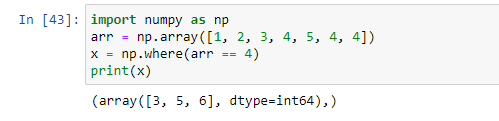 In [43]: import numpy as np
arr = np.array([1, 2, 3, 4, 5, 4, 4])
x = np.where(arr == 4)
print(x)
(array([3, 5, 6], dtype=int64),)